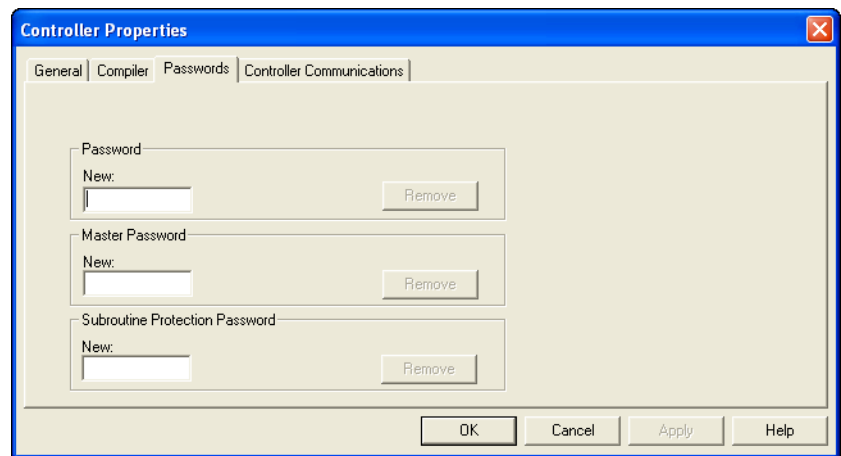 Controller Properties
General Compiler Passwords Controller Communications
Password
New:
Remove
Master Password
New:
Remove
Subroutine Protection Password
New:
Remove
OK Cancel Apply Help